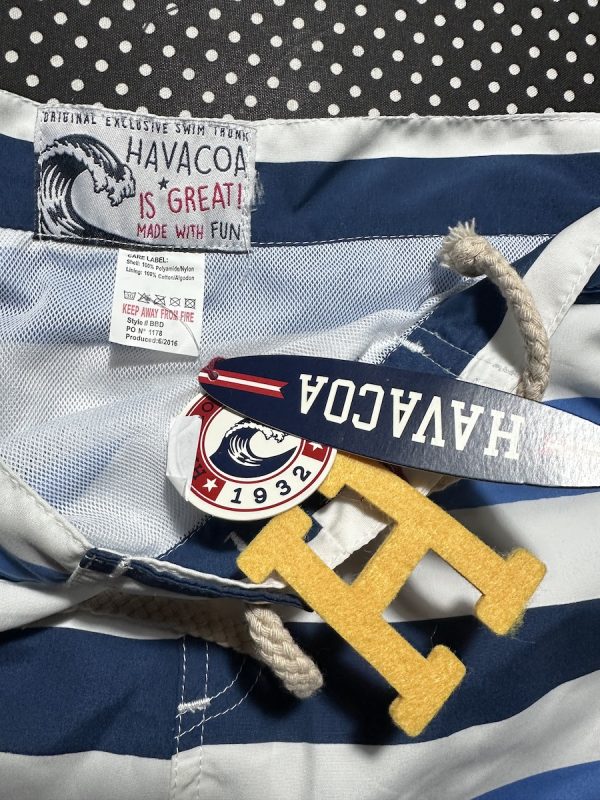 ORIGINAL EXCLUSIVE SWIM TRUNK
HAVACOA
IS GREAT!
MADE WITH FUN
CARE LABEL:
Shell: 100% Polyamide/Nylon
Lining: 100% Cotton/Algodon
KEEP AWAY FROM FIRE
Style # BBD
PO N° 1178
Produced:6/2016
HAVACOA
1932
H